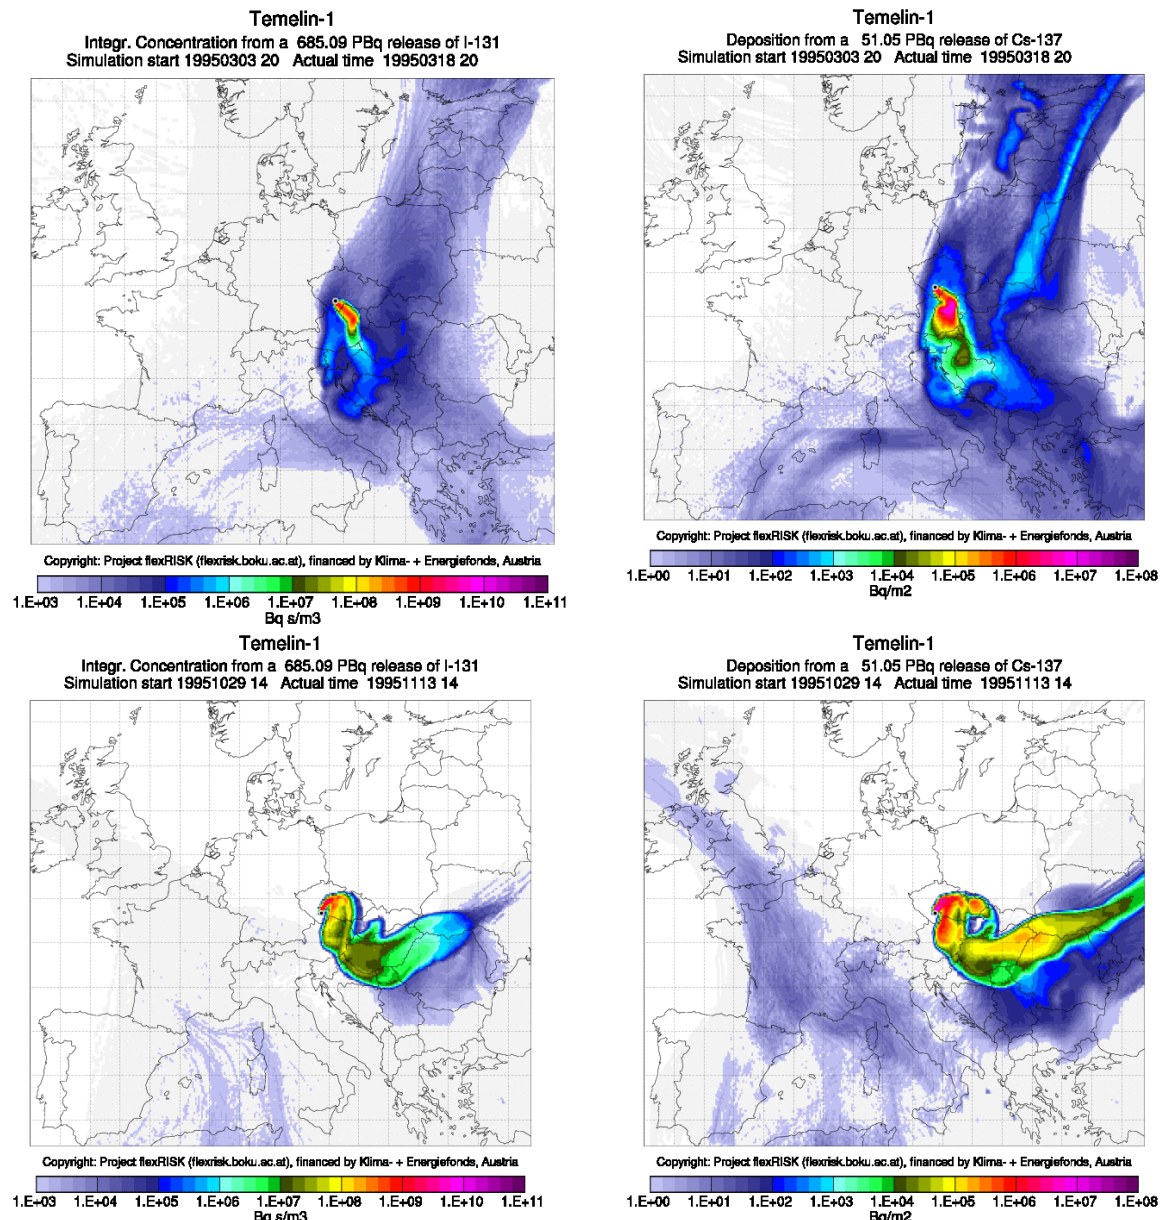 Temelin-1
Integr. Concentration from a 685.09 PBq release of I-131
Simulation start 19950303 20 Actual time 19950318 20
Copyright: Project flexRISK (flexrisk.boku.ac.at), financed by Klima- + Energiefonds, Austria
1.E+03 1.E+04 1.E+05 1.E+06 1.E+07 1.E+08 1.E+09 1.E+10 1.E+11
Bq s/m3
Temelin-1
Deposition from a 51.05 PBq release of Cs-137
Simulation start 19950303 20 Actual time 19950318 20
Copyright: Project flexRISK (flexrisk.boku.ac.at), financed by Klima- + Energiefonds, Austria
1.E+00 1.E+01 1.E+02 1.E+03 1.E+04 1.E+05 1.E+06 1.E+07 1.E+08
Bq/m2
Temelin-1
Integr. Concentration from a 685.09 PBq release of I-131
Simulation start 19951029 14 Actual time 19951113 14
Copyright: Project flexRISK (flexrisk.boku.ac.at), financed by Klima- + Energiefonds, Austria
1.E+03 1.E+04 1.E+05 1.E+06 1.E+07 1.E+08 1.E+09 1.E+10 1.E+11
Bq s/m3
Temelin-1
Deposition from a 51.05 PBq release of Cs-137
Simulation start 19951029 14 Actual time 19951113 14
Copyright: Project flexRISK (flexrisk.boku.ac.at), financed by Klima- + Energiefonds, Austria
1.E+00 1.E+01 1.E+02 1.E+03 1.E+04 1.E+05 1.E+06 1.E+07 1.E+08
Bq/m2